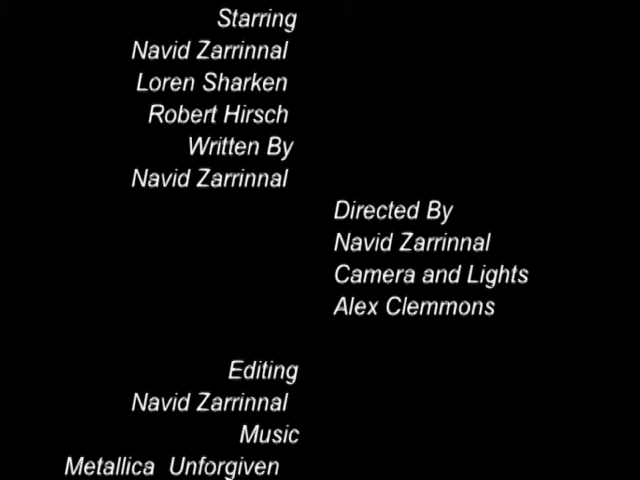 Starring
Navid Zarrinnal
Loren Sharken
Robert Hirsch
Written By
Navid Zarrinnal
Directed By
Navid Zarrinnal
Camera and Lights
Alex Clemmons
Editing
Navid Zarrinnal
Music
Metallica Unforgiven